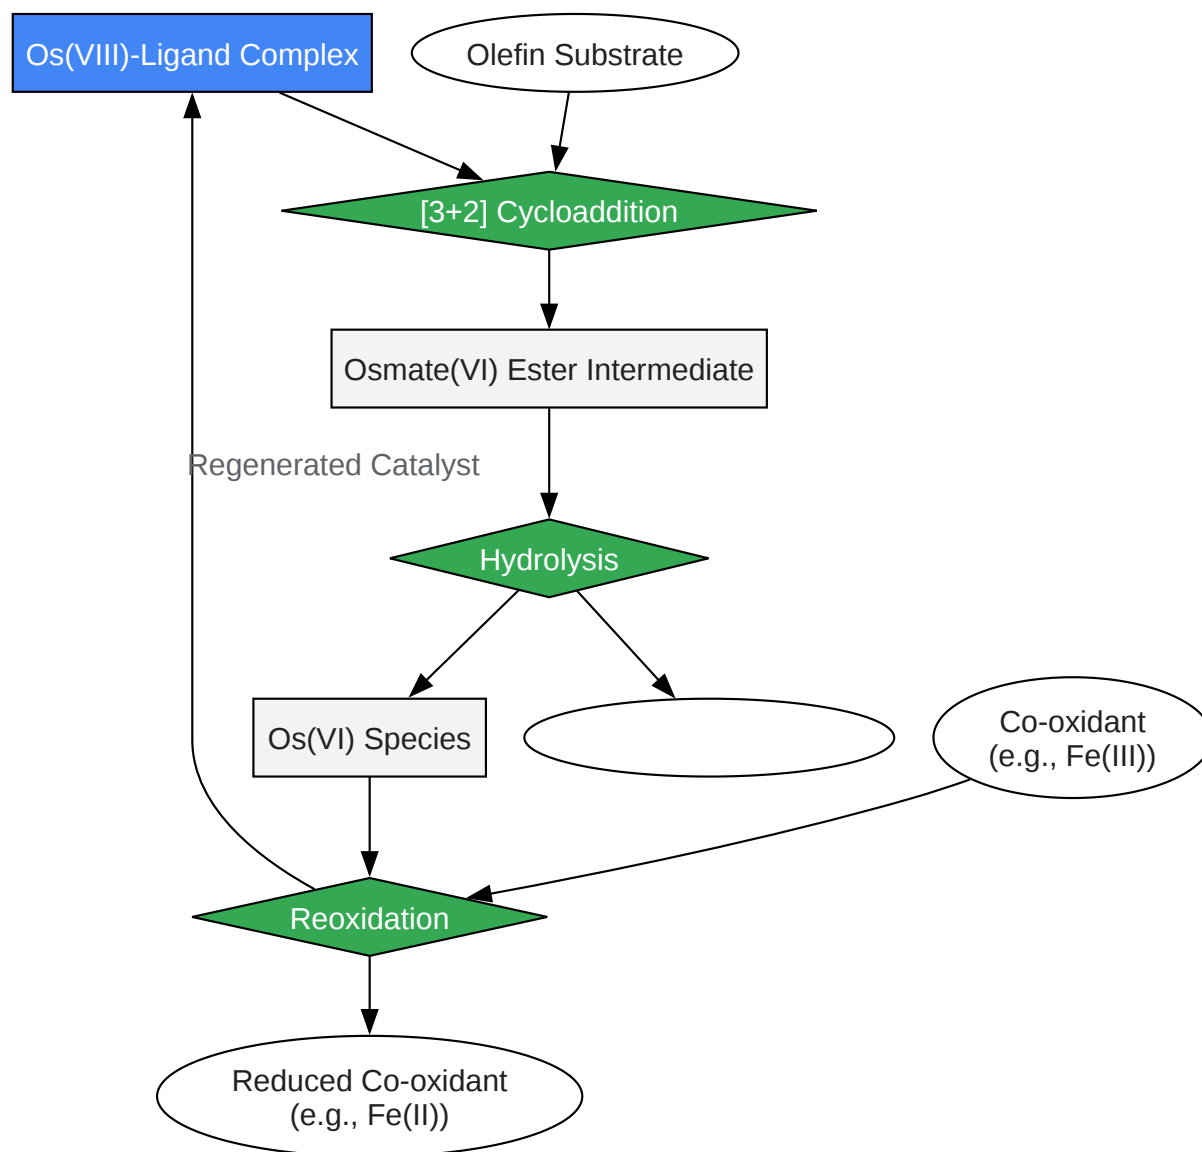 Os(VIII)-Ligand Complex
Olefin Substrate
[3+2] Cycloaddition
Osmate(VI) Ester Intermediate
Regenerated Catalyst
Hydrolysis
Os(VI) Species
Co-oxidant
(e.g., Fe(III))
Reoxidation
Reduced Co-oxidant
(e.g., Fe(II))